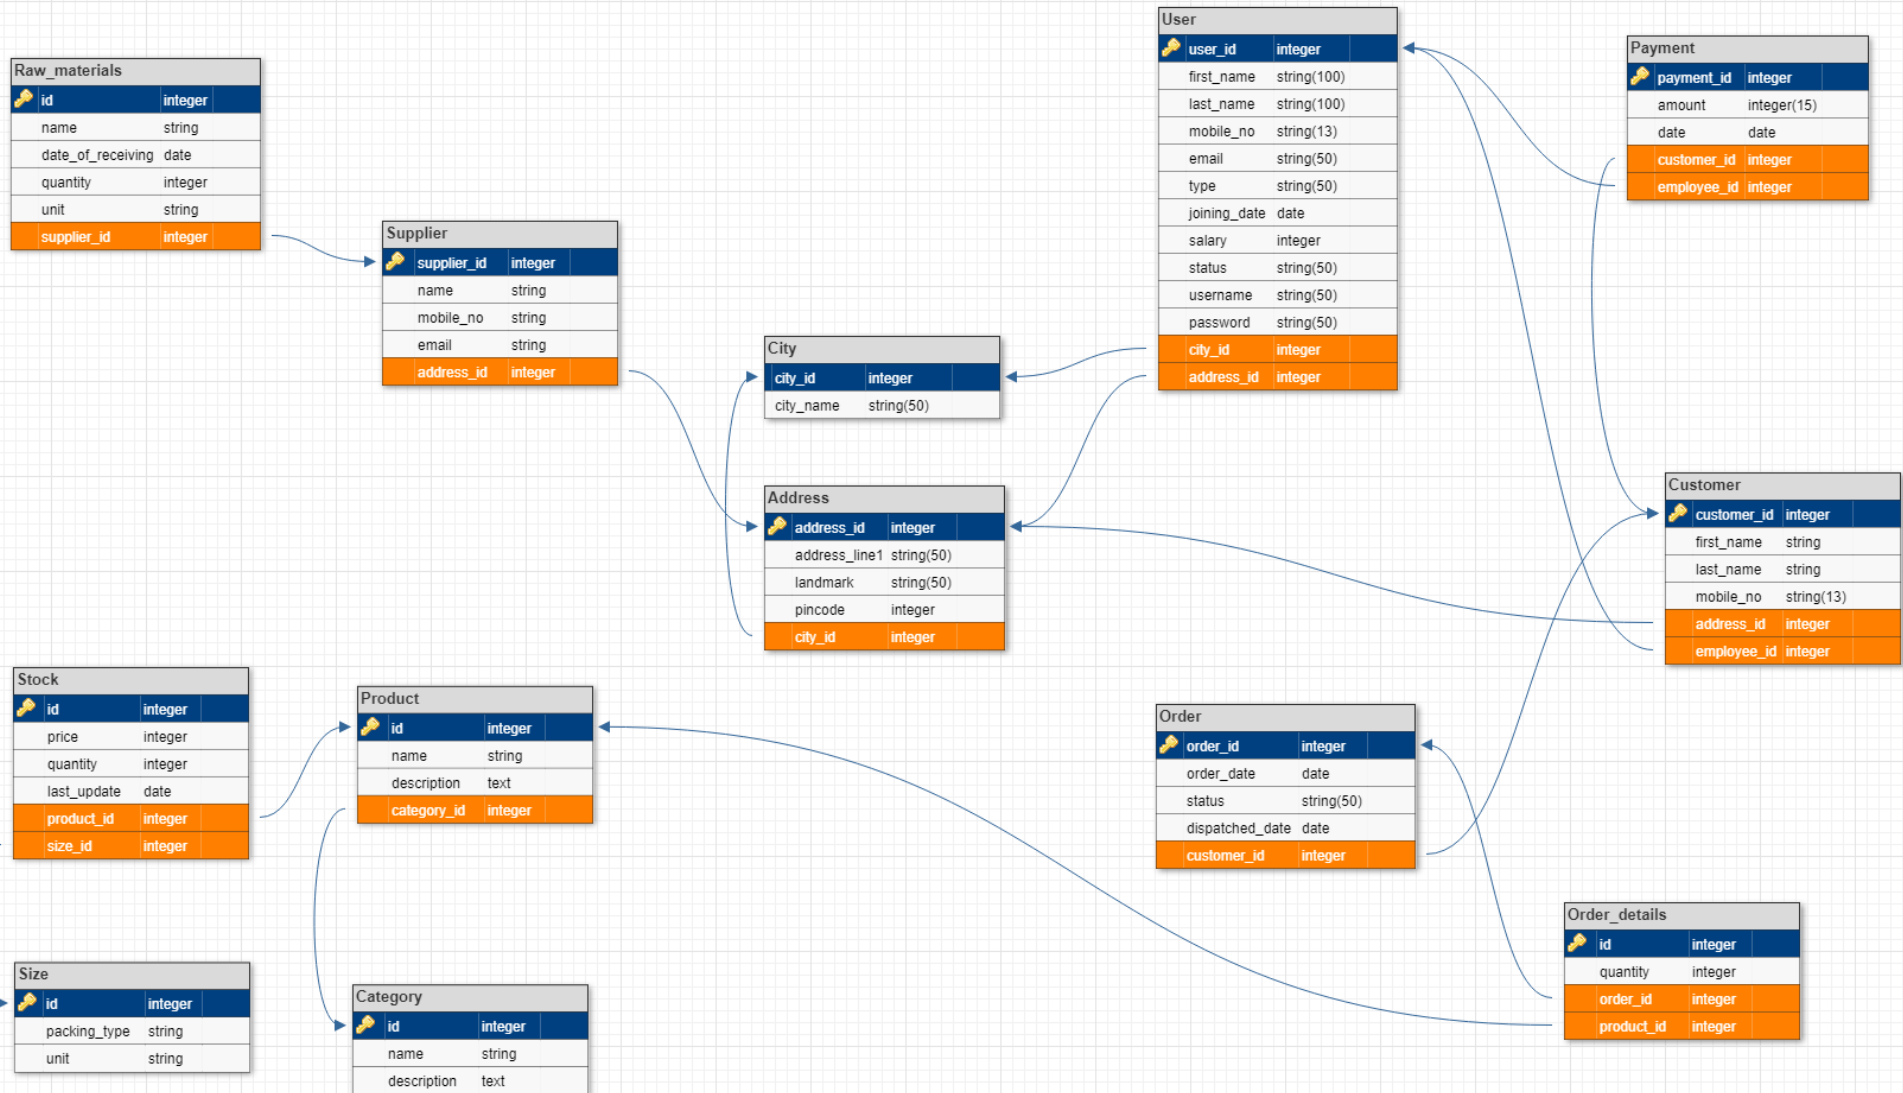 Raw_materials
id integer
name string
date_of_receiving date
quantity integer
unit string
supplier_id integer
Supplier
supplier_id integer
name string
mobile_no string
email string
address_id integer
City
city_id integer
city_name string(50)
Address
address_id integer
address_line1 string(50)
landmark string(50)
pincode integer
city_id integer
User
user_id integer
first_name string(100)
last_name string(100)
mobile_no string(13)
email string(50)
type string(50)
joining_date date
salary integer
status string(50)
username string(50)
password string(50)
city_id integer
address_id integer
Payment
payment_id integer
amount integer(15)
date date
customer_id integer
employee_id integer
Customer
customer_id integer
first_name string
last_name string
mobile_no string(13)
address_id integer
employee_id integer
Stock
id integer
price integer
quantity integer
last_update date
product_id integer
size_id integer
Product
id integer
name string
description text
category_id integer
Order
order_id integer
order_date date
status string(50)
dispatched_date date
customer_id integer
Order_details
id integer
quantity integer
order_id integer
product_id integer
Size
id integer
packing_type string
unit string
Category
id integer
name string
description text